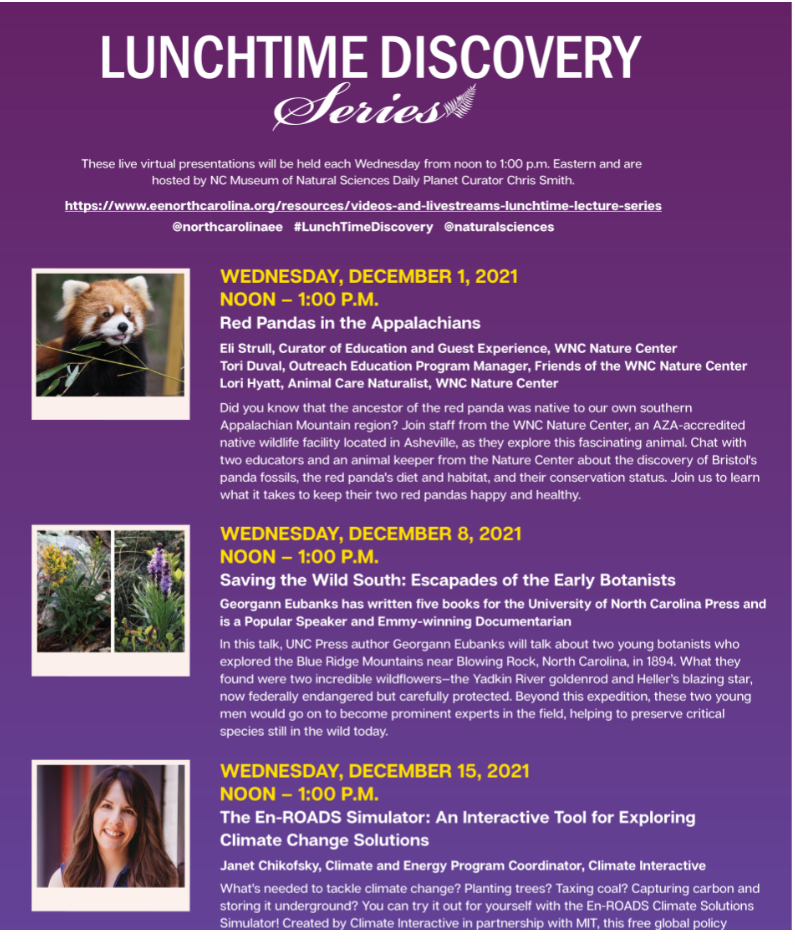 LUNCHTIME DISCOVERY
Series
These live virtual presentations will be held each Wednesday from noon to 1:00 p.m. Eastern and are
hosted by NC Museum of Natural Sciences Daily Planet Curator Chris Smith.
https://www.eenorthcarolina.org/resources/videos-and-livestreams-lunchtime-lecture-series
@northcarolinaee #LunchTimeDiscovery @naturalsciences
WEDNESDAY, DECEMBER 1, 2021
NOON – 1:00 P.M.
Red Pandas in the Appalachians
Eli Strull, Curator of Education and Guest Experience, WNC Nature Center
Tori Duval, Outreach Education Program Manager, Friends of the WNC Nature Center
Lori Hyatt, Animal Care Naturalist, WNC Nature Center
Did you know that the ancestor of the red panda was native to our own southern
Appalachian Mountain region? Join staff from the WNC Nature Center, an AZA-accredited
native wildlife facility located in Asheville, as they explore this fascinating animal. Chat with
two educators and an animal keeper from the Nature Center about the discovery of Bristol's
panda fossils, the red panda's diet and habitat, and their conservation status. Join us to learn
what it takes to keep their two red pandas happy and healthy.
WEDNESDAY, DECEMBER 8, 2021
NOON – 1:00 P.M.
Saving the Wild South: Escapades of the Early Botanists
Georgann Eubanks has written five books for the University of North Carolina Press and
is a Popular Speaker and Emmy-winning Documentarian
In this talk, UNC Press author Georgann Eubanks will talk about two young botanists who
explored the Blue Ridge Mountains near Blowing Rock, North Carolina, in 1894. What they
found were two incredible wildflowers—the Yadkin River goldenrod and Heller's blazing star,
now federally endangered but carefully protected. Beyond this expedition, these two young
men would go on to become prominent experts in the field, helping to preserve critical
species still in the wild today.
WEDNESDAY, DECEMBER 15, 2021
NOON – 1:00 P.M.
The En-ROADS Simulator: An Interactive Tool for Exploring
Climate Change Solutions
Janet Chikofsky, Climate and Energy Program Coordinator, Climate Interactive
What's needed to tackle climate change? Planting trees? Taxing coal? Capturing carbon and
storing it underground? You can try it out for yourself with the En-ROADS Climate Solutions
Simulator! Created by Climate Interactive in partnership with MIT, this free global policy